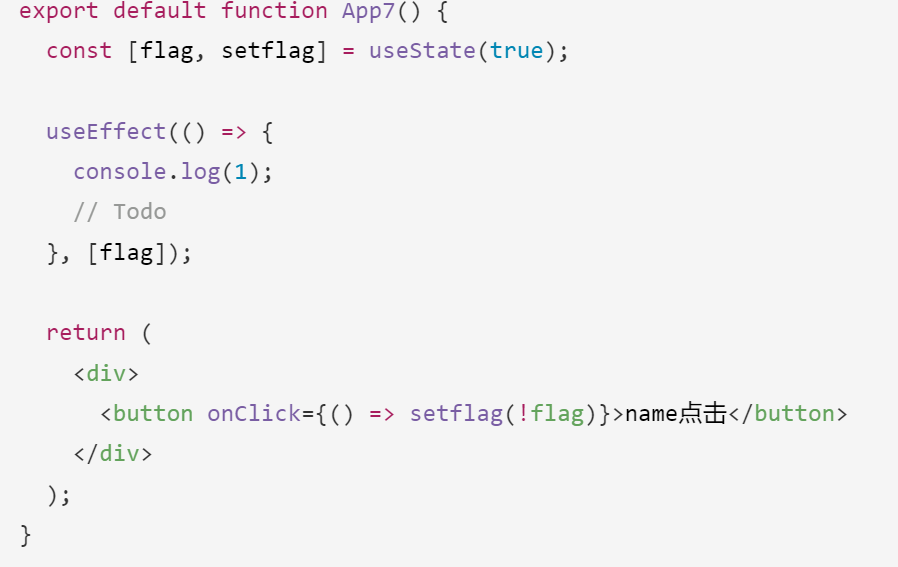 export default function App7() {
  const [flag, setflag] = useState(true);

  useEffect(() => {
    console.log(1);
    // Todo
  }, [flag]);

  return (
    <div>
      <button onClick={() => setflag(!flag)}>name点击</button>
    </div>
  );
}